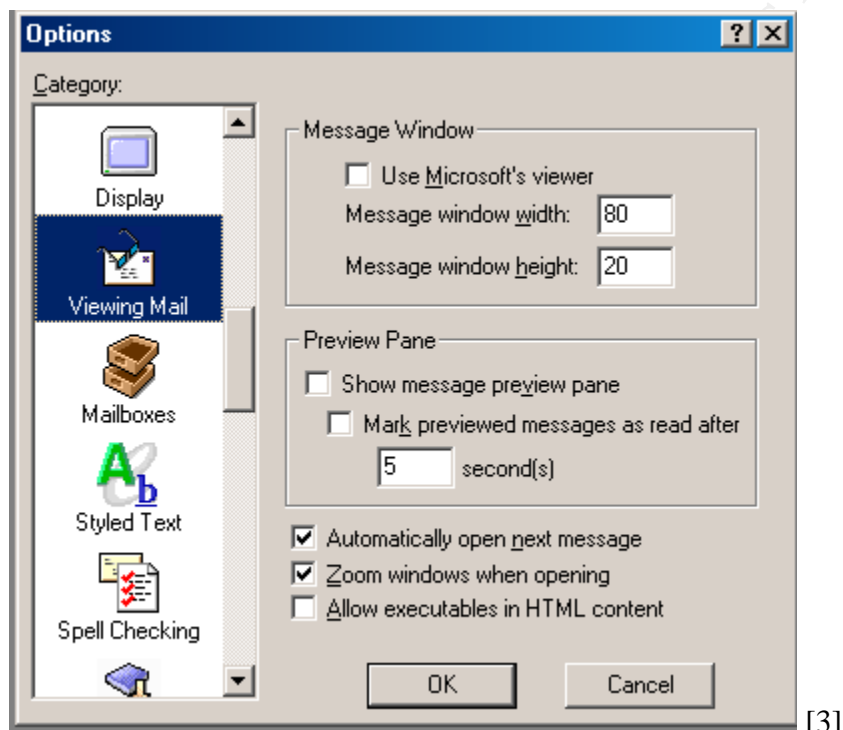 Options
Category:
Display
Viewing Mail
Mailboxes
Styled Text
Spell Checking
Message Window
Use Microsoft's viewer
Message window width: 80
Message window height: 20
Preview Pane
Show message preview pane
Mark previewed messages as read after
5 second(s)
Automatically open next message
Zoom windows when opening
Allow executables in HTML content
OK Cancel
[3]